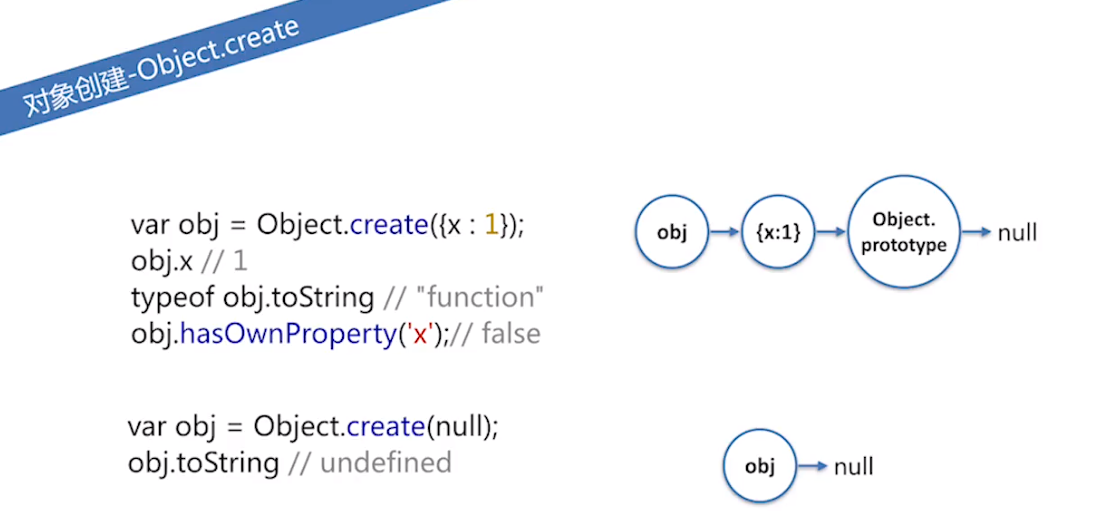 对象创建-Object.create
var obj = Object.create({x : 1});
obj.x // 1
typeof obj.toString // "function"
obj.hasOwnProperty('x');// false
obj
{x:1}
Object.
prototype
null
var obj = Object.create(null);
obj.toString // undefined
obj
null